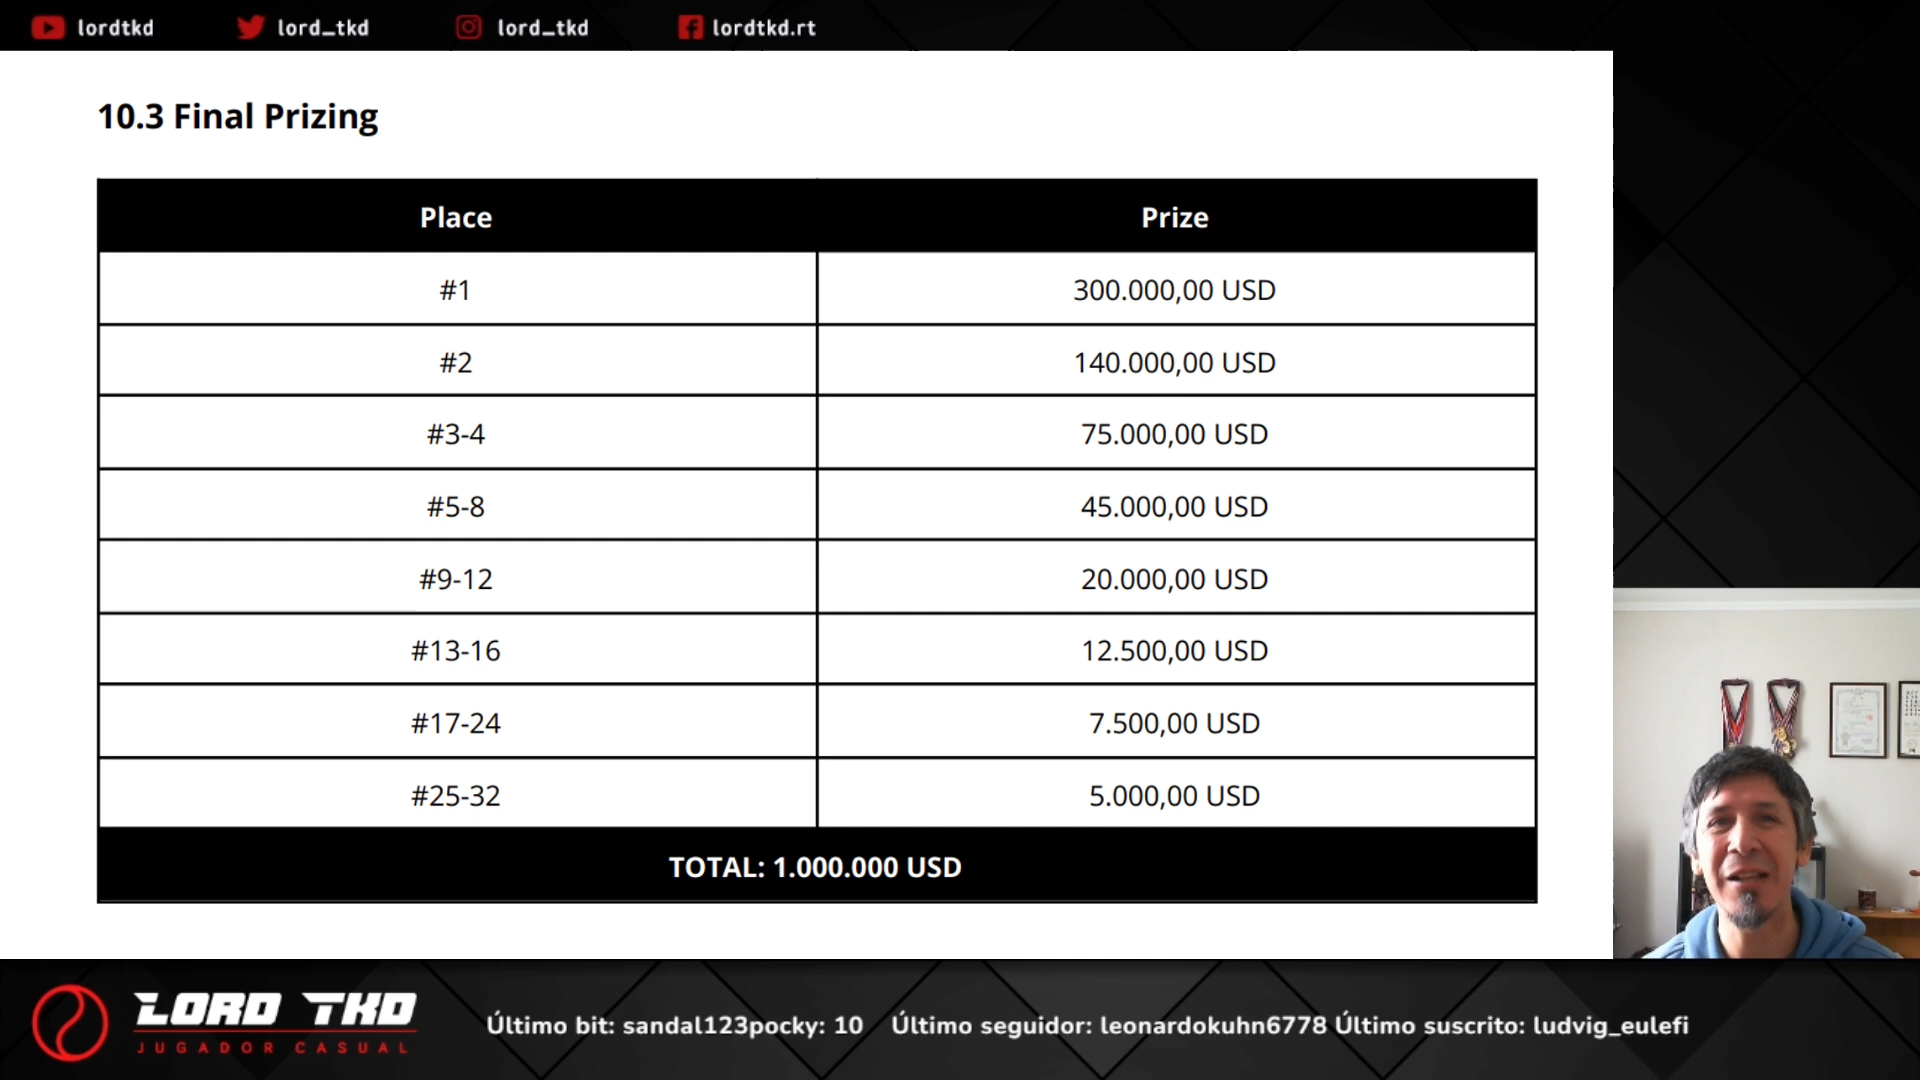 lordtkd lord_tkd lord_tkd lordtkd.rt
10.3 Final Prizing
Place Prize
#1 300.000,00 USD
#2 140.000,00 USD
#3-4 75.000,00 USD
#5-8 45.000,00 USD
#9-12 20.000,00 USD
#13-16 12.500,00 USD
#17-24 7.500,00 USD
#25-32 5.000,00 USD
TOTAL: 1.000.000 USD
LORD TKD
JUGADOR CASUAL
Último bit: sandal123pocky: 10 Último seguidor: leonardokuhn6778 Último suscrito: ludvig_eulefi